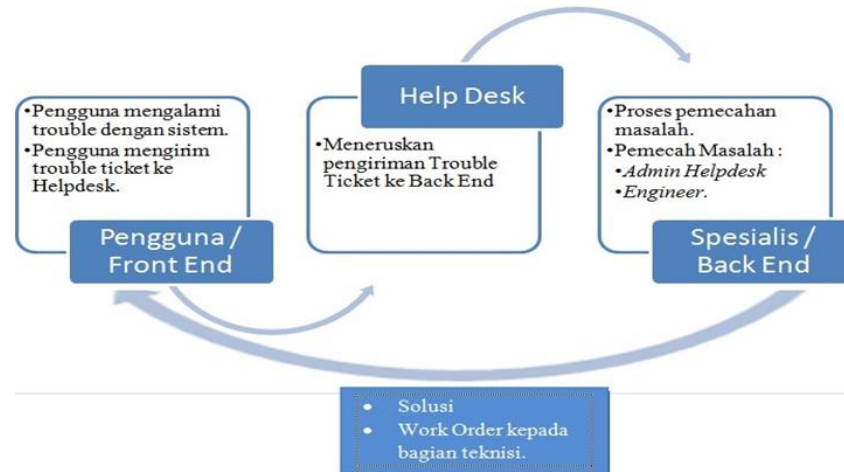 •Pengguna mengalami
trouble dengan sistem.
•Pengguna mengirim
trouble ticket ke
Helpdesk.
Pengguna /
Front End
Help Desk
•Meneruskan
pengiriman Trouble
Ticket ke Back End
•Proses pemecahan
masalah.
•Pemecah Masalah :
•Admin Helpdesk
•Engineer.
Spesialis /
Back End
• Solusi
• Work Order kepada
bagian teknisi.